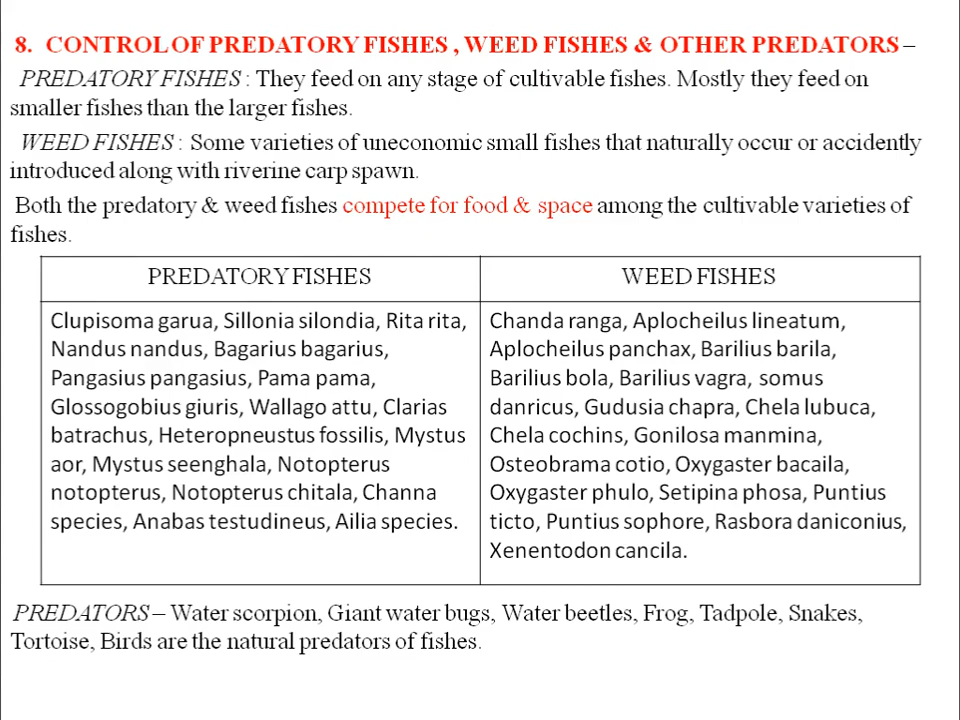 8. CONTROL OF PREDATORY FISHES , WEED FISHES & OTHER PREDATORS –
PREDATORY FISHES : They feed on any stage of cultivable fishes. Mostly they feed on
smaller fishes than the larger fishes.
WEED FISHES : Some varieties of uneconomic small fishes that naturally occur or accidently
introduced along with riverine carp spawn.
Both the predatory & weed fishes compete for food & space among the cultivable varieties of
fishes.
PREDATORY FISHES
Clupisoma garua, Sillonia silondia, Rita rita,
Nandus nandus, Bagarius bagarius,
Pangasius pangasius, Pama pama,
Glossogobius giuris, Wallago attu, Clarias
batrachus, Heteropneustus fossilis, Mystus
aor, Mystus seenghala, Notopterus
notopterus, Notopterus chitala, Channa
species, Anabas testudineus, Ailia species.
WEED FISHES
Chanda ranga, Aplocheilus lineatum,
Aplocheilus panchax, Barilius barila,
Barilius bola, Barilius vagra, somus
danricus, Gudusia chapra, Chela lubuca,
Chela cochins, Gonilosa manmina,
Osteobrama cotio, Oxygaster bacaila,
Oxygaster phulo, Setipina phosa, Puntius
ticto, Puntius sophore, Rasbora daniconius,
Xenentodon cancila.
PREDATORS – Water scorpion, Giant water bugs, Water beetles, Frog, Tadpole, Snakes,
Tortoise, Birds are the natural predators of fishes.